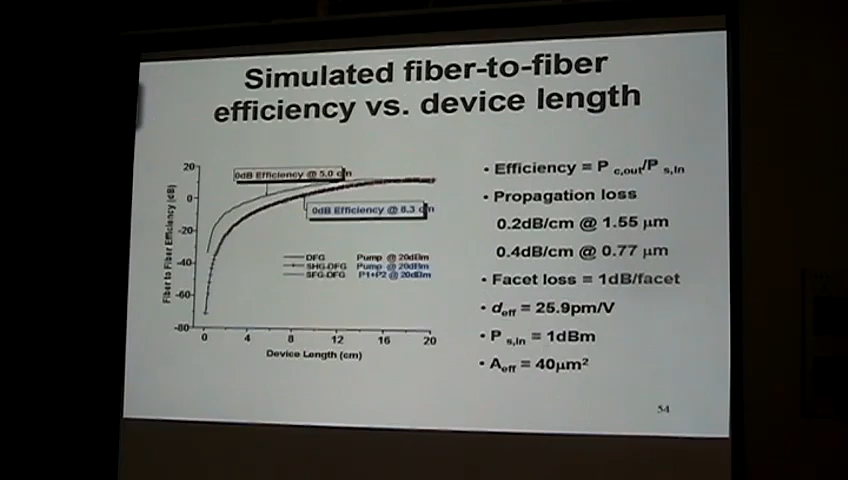 Simulated fiber-to-fiber
efficiency vs. device length
20
0
-20
-40
-60
-80
Fiber to Fiber Efficiency (dB)
0dB Efficiency @ 5.0 cm
0dB Efficiency @ 8.3 cm
DFG Pump @ 20dBm
SHG-DFG Pump @ 20dBm
SFG-DFG P1+P2 @ 20dBm
0 4 8 12 16 20
Device Length (cm)
• Efficiency = P c,out/P s,in
• Propagation loss
0.2dB/cm @ 1.55 µm
0.4dB/cm @ 0.77 µm
• Facet loss = 1dB/facet
• deff = 25.9pm/V
• P s,in = 1dBm
• Aeff = 40µm²
54